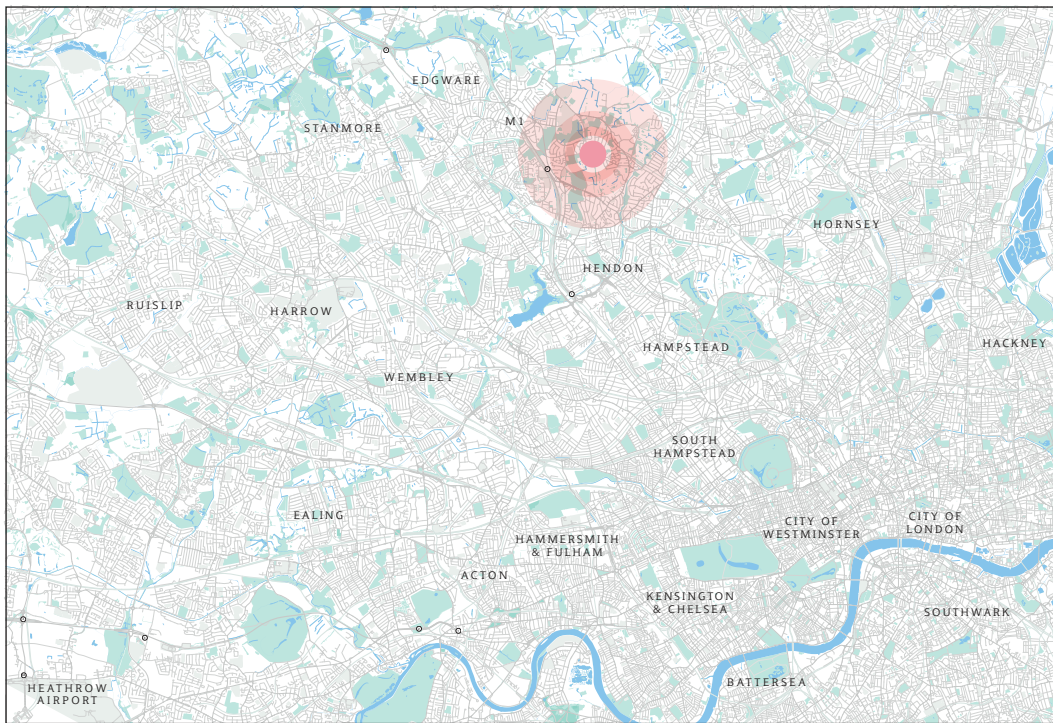 EDGWARE
M1
STANMORE
HORNSEY
HENDON
RUISLIP
HARROW
HAMPSTEAD
HACKNEY
WEMBLEY
SOUTH
HAMPSTEAD
EALING
CITY OF
WESTMINSTER
CITY OF
LONDON
HAMMERSMITH
& FULHAM
ACTON
KENSINGTON
& CHELSEA
SOUTHWARK
BATTERSEA
HEATHROW
AIRPORT